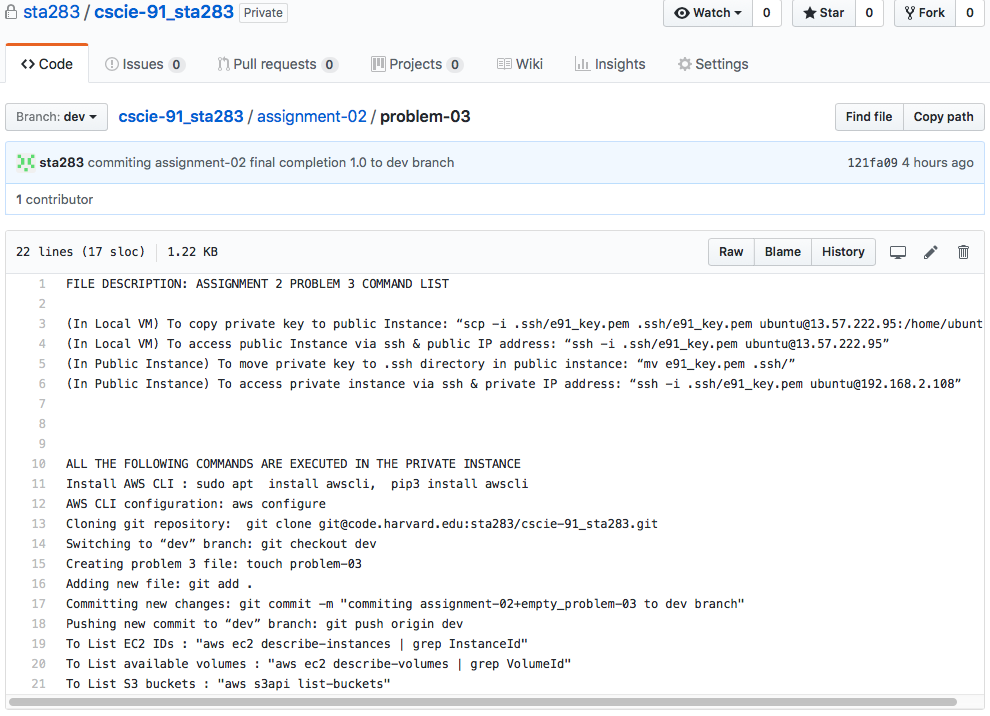 sta283 / cscie-91_sta283 Private
Watch 0 Star 0 Fork 0
Code Issues 0 Pull requests 0 Projects 0 Wiki Insights Settings
Branch: dev cscie-91_sta283 / assignment-02 / problem-03 Find file Copy path
sta283 commiting assignment-02 final completion 1.0 to dev branch 121fa09 4 hours ago
1 contributor
22 lines (17 sloc) 1.22 KB Raw Blame History
1 FILE DESCRIPTION: ASSIGNMENT 2 PROBLEM 3 COMMAND LIST
2
3 (In Local VM) To copy private key to public Instance: “scp -i .ssh/e91_key.pem .ssh/e91_key.pem ubuntu@13.57.222.95:/home/ubunt
4 (In Local VM) To access public Instance via ssh & public IP address: “ssh -i .ssh/e91_key.pem ubuntu@13.57.222.95”
5 (In Public Instance) To move private key to .ssh directory in public instance: “mv e91_key.pem .ssh/”
6 (In Public Instance) To access private instance via ssh & private IP address: “ssh -i .ssh/e91_key.pem ubuntu@192.168.2.108”
7
8
9
10 ALL THE FOLLOWING COMMANDS ARE EXECUTED IN THE PRIVATE INSTANCE
11 Install AWS CLI : sudo apt  install awscli,  pip3 install awscli
12 AWS CLI configuration: aws configure
13 Cloning git repository:  git clone git@code.harvard.edu:sta283/cscie-91_sta283.git
14 Switching to “dev” branch: git checkout dev
15 Creating problem 3 file: touch problem-03
16 Adding new file: git add .
17 Committing new changes: git commit -m "commiting assignment-02+empty_problem-03 to dev branch"
18 Pushing new commit to “dev” branch: git push origin dev
19 To List EC2 IDs : "aws ec2 describe-instances | grep InstanceId"
20 To List available volumes : "aws ec2 describe-volumes | grep VolumeId"
21 To List S3 buckets : "aws s3api list-buckets"